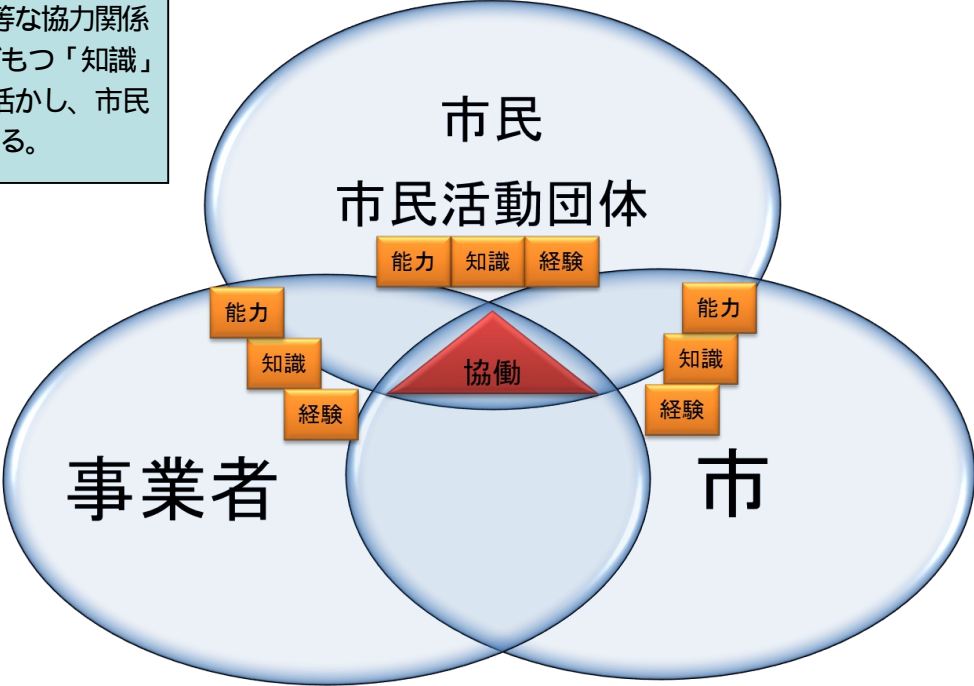 等な協力関係
もつ「知識」
活かし、市民
る。
市民
市民活動団体
能力 知識 経験
能力
知識
経験
能力
知識
経験
協働
事業者
市